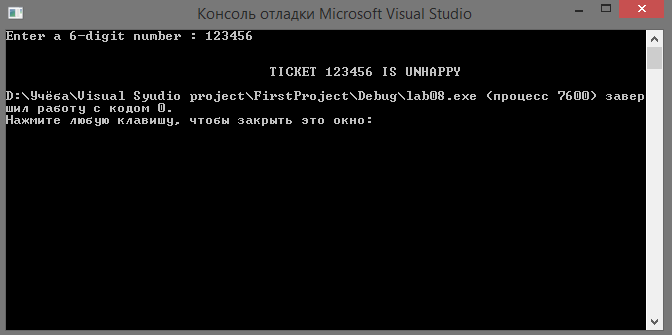 Консоль отладки Microsoft Visual Studio
Enter a 6-digit number : 123456
TICKET 123456 IS UNHAPPY
D:\Учёба\Visual Syudio project\FirstProject\Debug\lab08.exe (процесс 7600) завер
шил работу с кодом 0.
Нажмите любую клавишу, чтобы закрыть это окно: